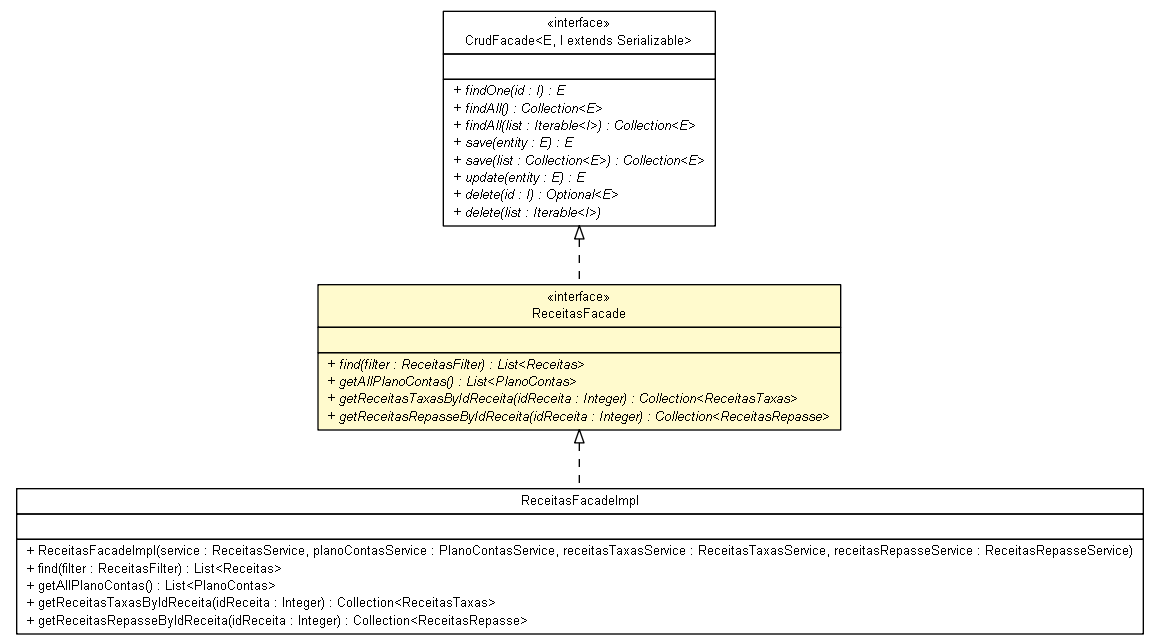 «interface»
CrudFacade<E, I extends Serializable>
+ findOne(id : I) : E
+ findAll() : Collection<E>
+ findAll(list : Iterable<I>) : Collection<E>
+ save(entity : E) : E
+ save(list : Collection<E>) : Collection<E>
+ update(entity : E) : E
+ delete(id : I) : Optional<E>
+ delete(list : Iterable<I>)
«interface»
ReceitasFacade
+ find(filter : ReceitasFilter) : List<Receitas>
+ getAllPlanoContas() : List<PlanoContas>
+ getReceitasTaxasByIdReceita(idReceita : Integer) : Collection<ReceitasTaxas>
+ getReceitasRepasseByIdReceita(idReceita : Integer) : Collection<ReceitasRepasse>
ReceitasFacadeImpl
+ ReceitasFacadeImpl(service : ReceitasService, planoContasService : PlanoContasService, receitasTaxasService : ReceitasTaxasService, receitasRepasseService : ReceitasRepasseService)
+ find(filter : ReceitasFilter) : List<Receitas>
+ getAllPlanoContas() : List<PlanoContas>
+ getReceitasTaxasByIdReceita(idReceita : Integer) : Collection<ReceitasTaxas>
+ getReceitasRepasseByIdReceita(idReceita : Integer) : Collection<ReceitasRepasse>